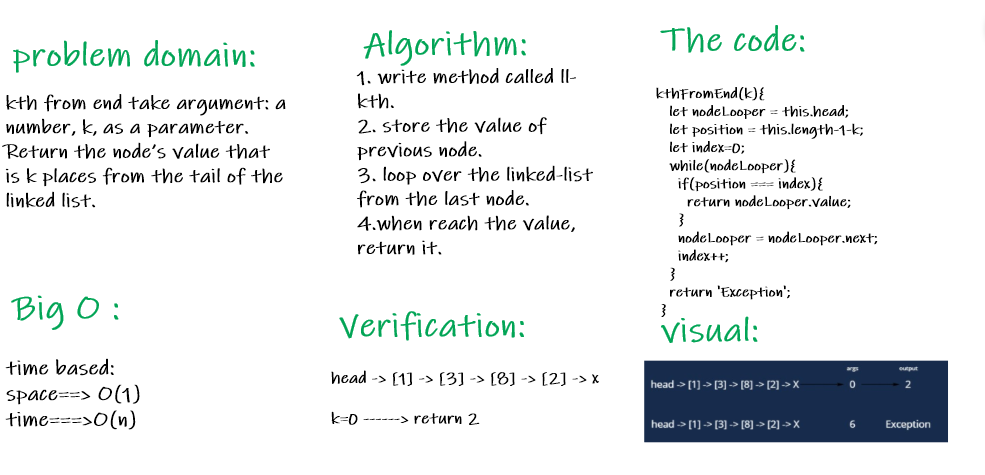 problem domain:
kth from end take argument: a
number, k, as a parameter.
Return the node's value that
is k places from the tail of the
linked list.
Algorithm:
1. write method called ll-
kth.
2. store the value of
previous node.
3. loop over the linked-list
from the last node.
4.when reach the value,
return it.
The code:
kthFromEnd(k){
let nodeLooper = this.head;
let position = this.length-1-k;
let index=0;
while(nodeLooper){
if(position === index){
return nodeLooper.value;
}
nodeLooper = nodeLooper.next;
index++;
}
return 'Exception';
}
Big O :
time based:
space==> O(1)
time===>O(n)
Verification:
head -> [1] -> [3] -> [8] -> [2] -> x
k=0 ------> return 2
visual:
args output
head -> [1] -> [3] -> [8] -> [2] -> X 0 2
head -> [1] -> [3] -> [8] -> [2] -> X 6 Exception